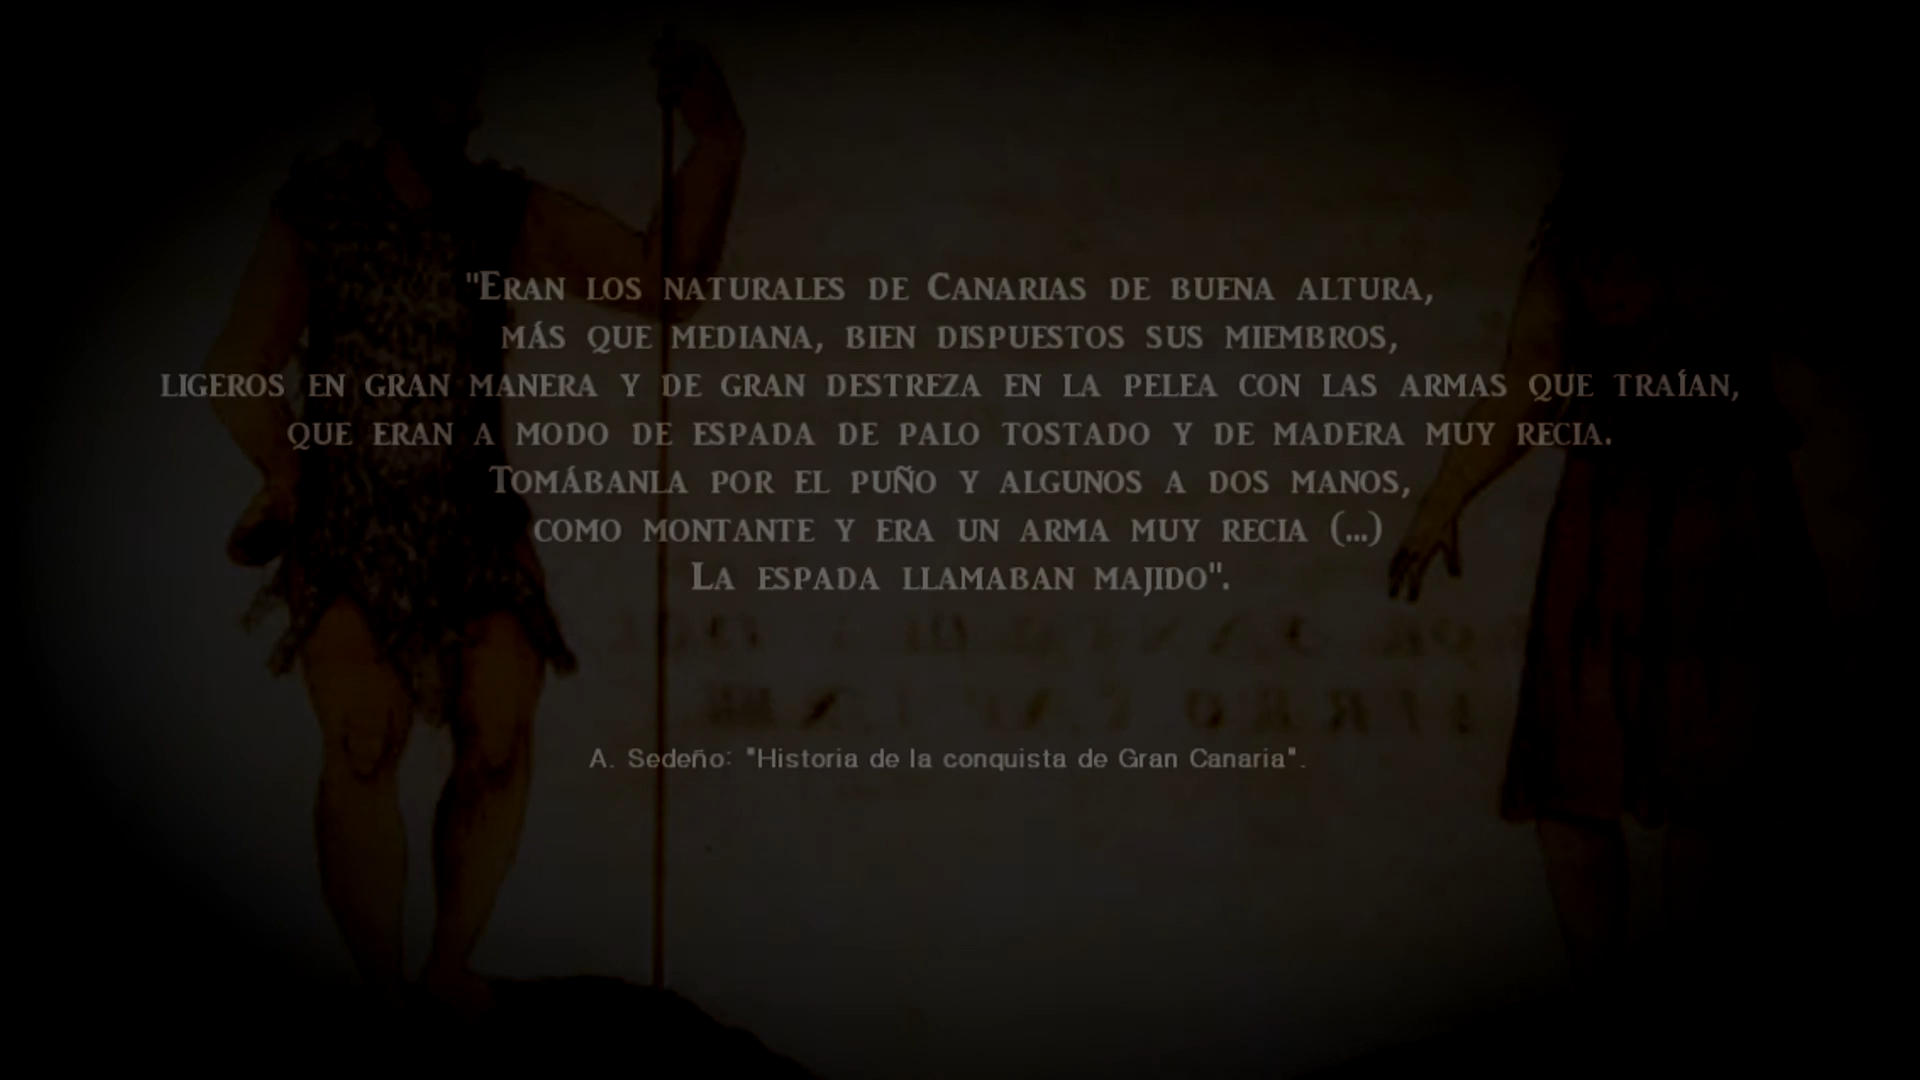 "Eran los naturales de Canarias de buena altura,
más que mediana, bien dispuestos sus miembros,
ligeros en gran manera y de gran destreza en la pelea con las armas que traían,
que eran a modo de espada de palo tostado y de madera muy recia.
Tomábanla por el puño y algunos a dos manos,
como montante y era un arma muy recia (...)
La espada llamaban majido".
A. Sedeño: "Historia de la conquista de Gran Canaria".